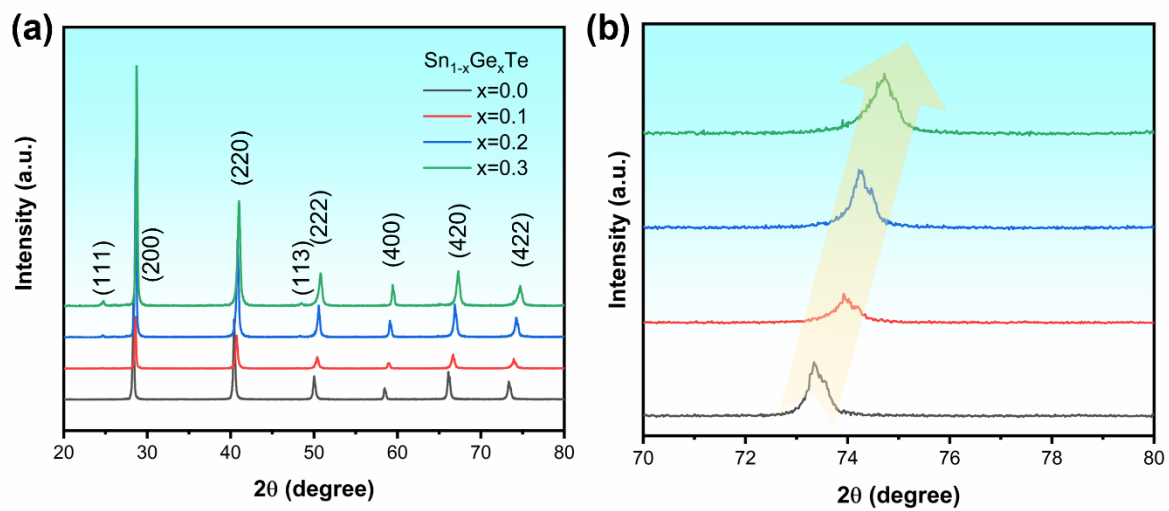 (a)
Intensity (a.u.)
Sn₁₋ₓGeₓTe
x=0.0
x=0.1
x=0.2
x=0.3
(111)
(200)
(220)
(113)
(222)
(400)
(420)
(422)
20 30 40 50 60 70 80
2θ (degree)
(b)
Intensity (a.u.)
70 72 74 76 78 80
2θ (degree)